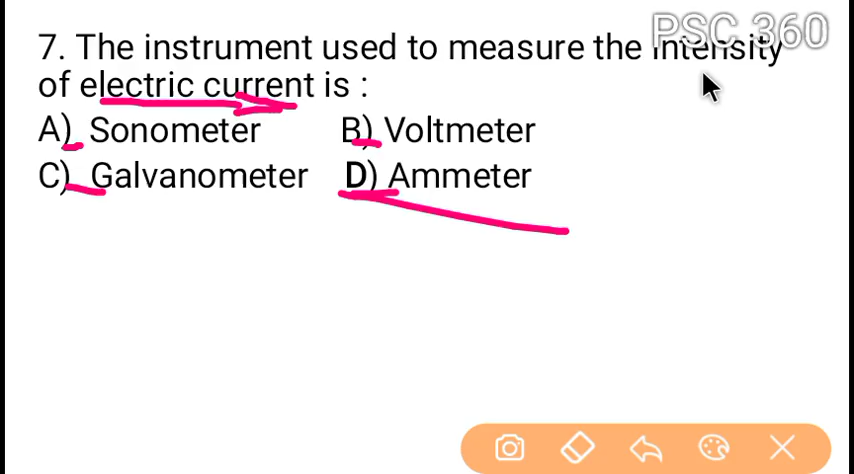 PSC 360
7. The instrument used to measure the intensity
of electric current is :
A) Sonometer B) Voltmeter
C) Galvanometer D) Ammeter